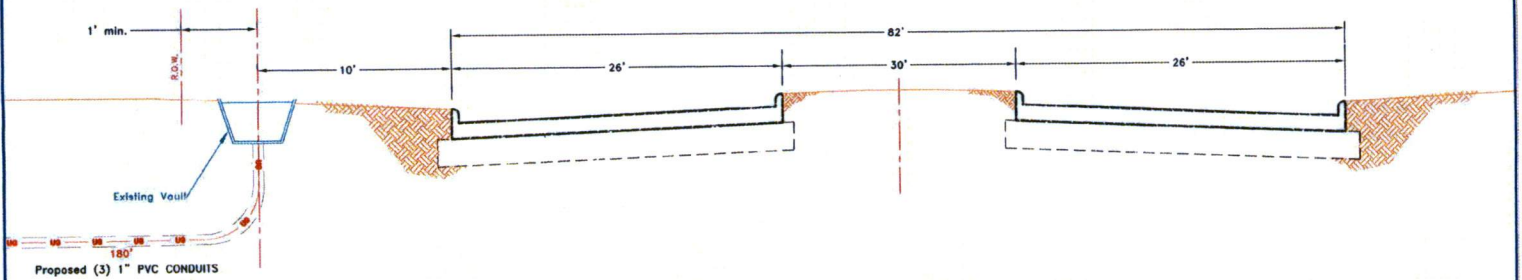 82'
1' min.
R.O.W.
10'
26'
30'
26'
Existing Vault
UG
UG
UG UG UG UG UG
180'
Proposed (3) 1" PVC CONDUITS